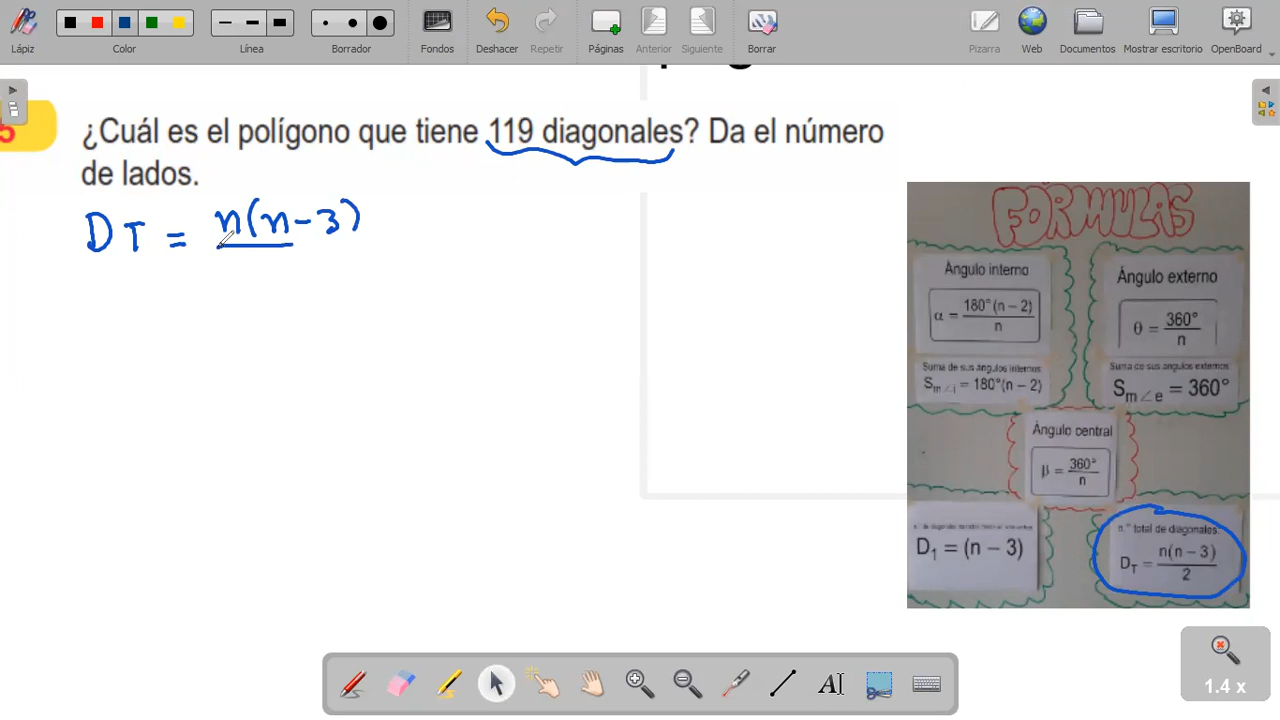 Lápiz
Color
Línea
Borrador
Fondos
Deshacer
Repetir
Páginas
Anterior
Siguiente
Borrar
Pizarra
Web
Documentos
Mostrar escritorio
OpenBoard
5
¿Cuál es el polígono que tiene 119 diagonales? Da el número
de lados.
DT = n(n-3)
FÓRMULAS
Ángulo interno
α = 180°(n – 2) / n
Suma de sus ángulos internos
Sm∠i = 180°(n – 2)
Ángulo externo
θ = 360° / n
Suma de sus ángulos externos
Sm∠e = 360°
Ángulo central
β = 360° / n
D1 = (n – 3)
n.° total de diagonales
DT = n(n – 3) / 2
1.4 x